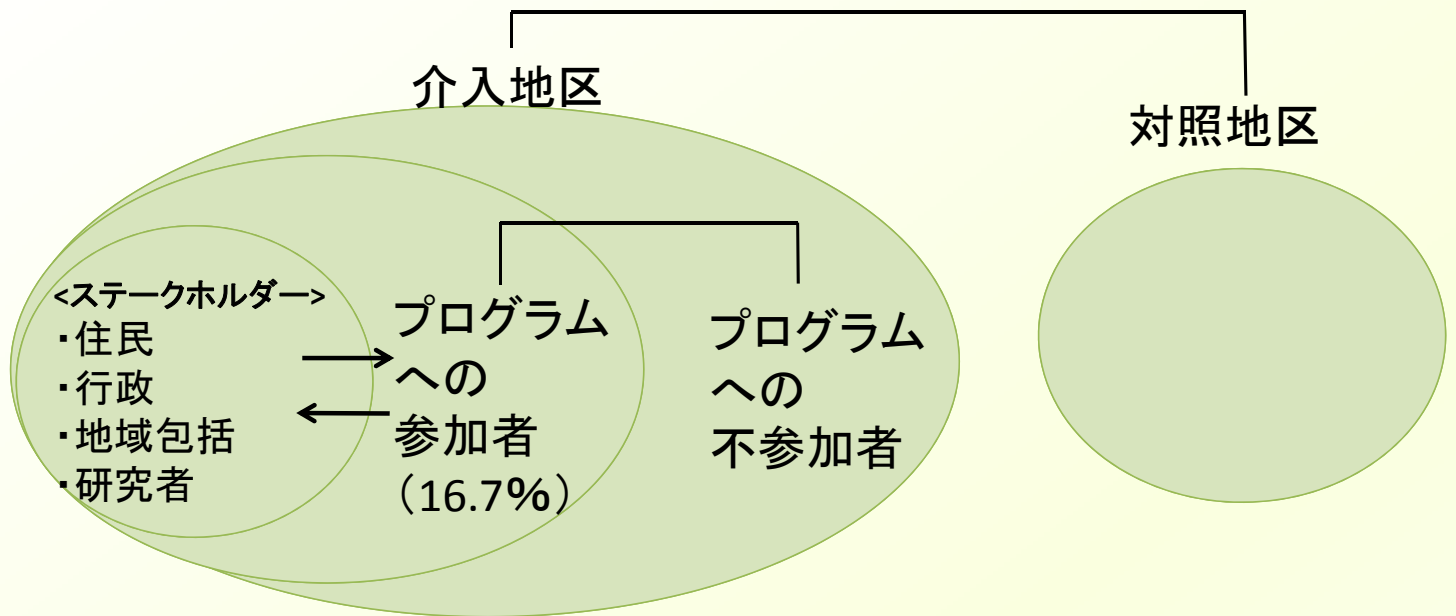 介入地区
対照地区
<ステークホルダー>
・住民
・行政
・地域包括
・研究者
プログラム
への
参加者
（16.7%）
プログラム
への
不参加者